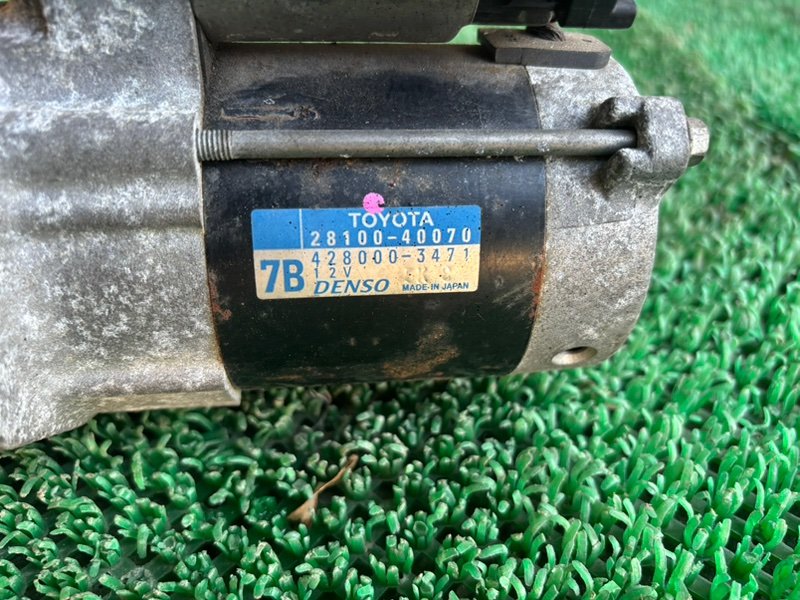 TOYOTA
28100-40070
428000-3471
7B
12V
DENSO MADE-IN JAPAN